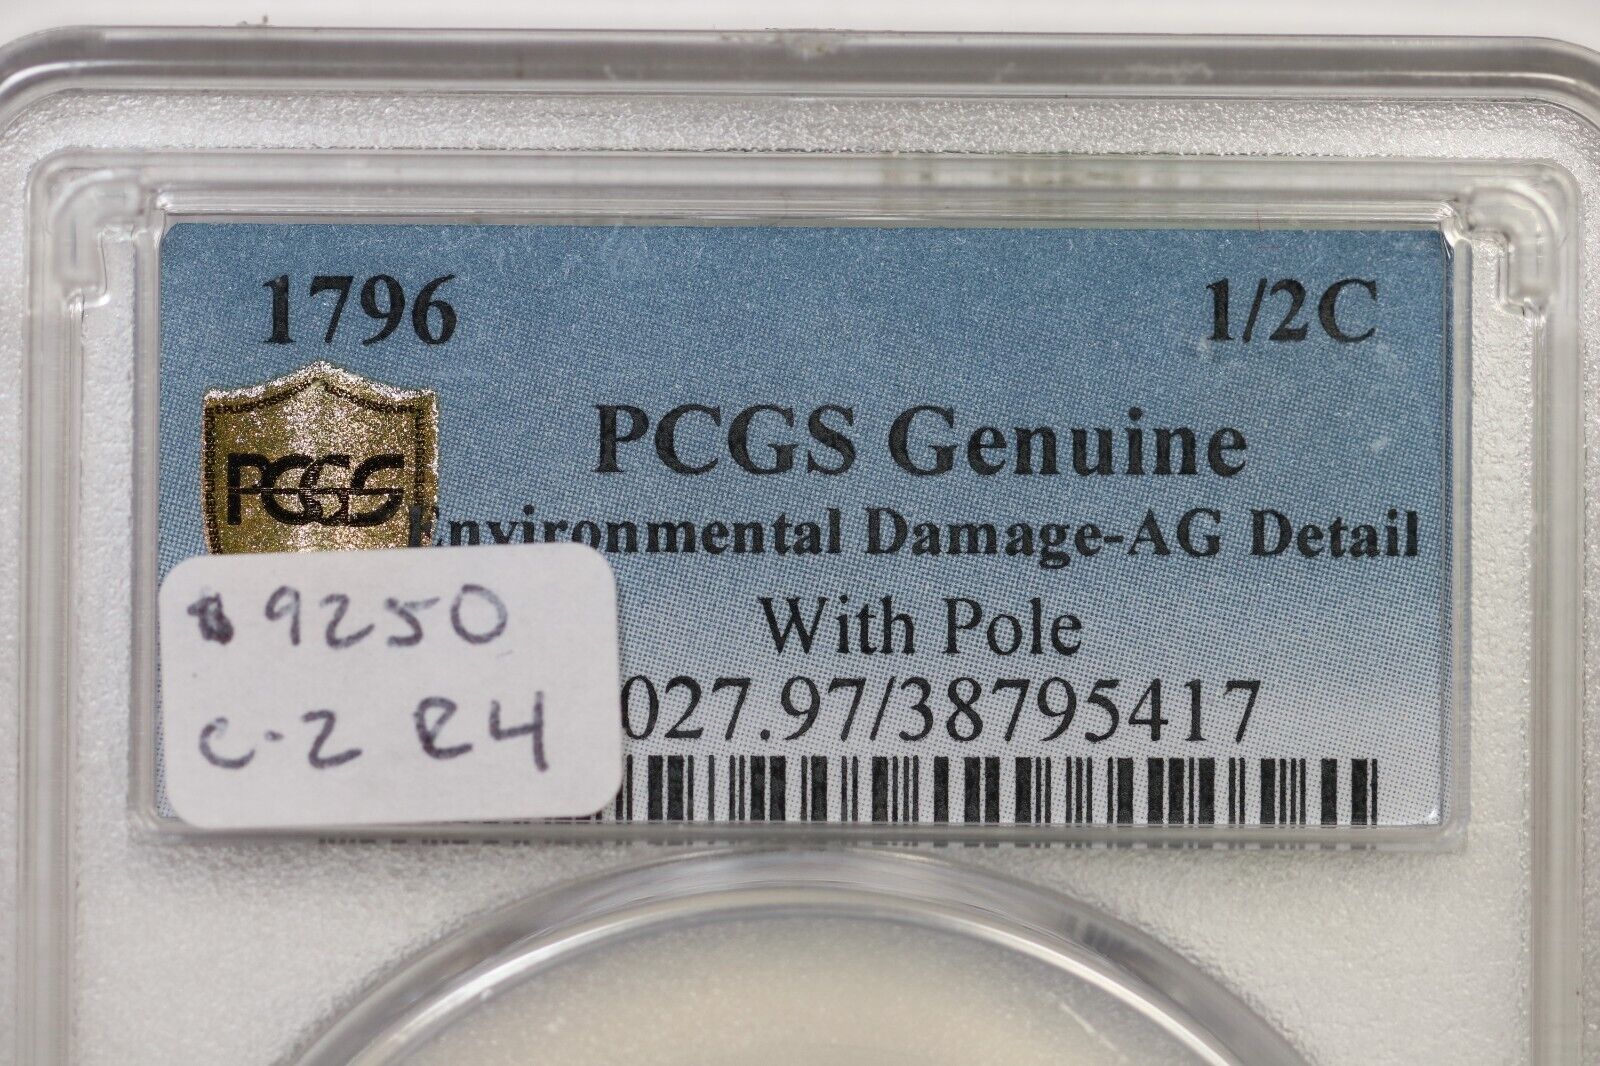 1796 1/2C
PCGS Genuine
PCGS
Environmental Damage-AG Detail
With Pole
027.97/38795417
$9250
C-2 R4